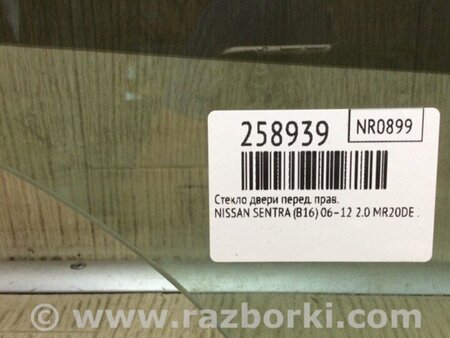 258939
NR0899
Стекло двери перед. прав.
NISSAN SENTRA (B16) 06-12 2.0 MR20DE .
© www.razborki.com